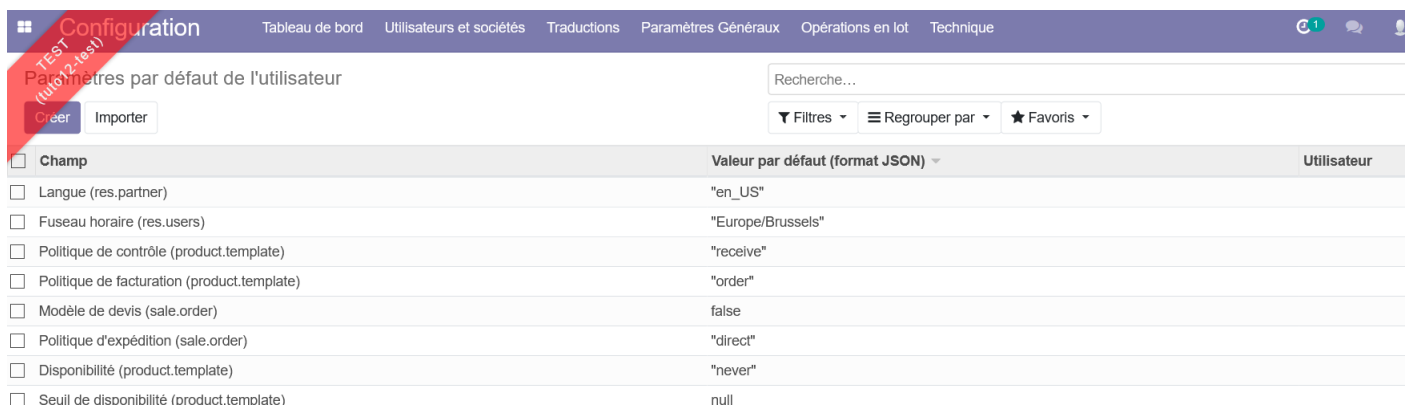 Configuration Tableau de bord Utilisateurs et sociétés Traductions Paramètres Généraux Opérations en lot Technique 1
TEST
(tuto12-test)
Paramètres par défaut de l'utilisateur Recherche...
Créer Importer Filtres Regrouper par Favoris
Champ Valeur par défaut (format JSON) Utilisateur
Langue (res.partner) "en_US"
Fuseau horaire (res.users) "Europe/Brussels"
Politique de contrôle (product.template) "receive"
Politique de facturation (product.template) "order"
Modèle de devis (sale.order) false
Politique d'expédition (sale.order) "direct"
Disponibilité (product.template) "never"
Seuil de disponibilité (product.template) null